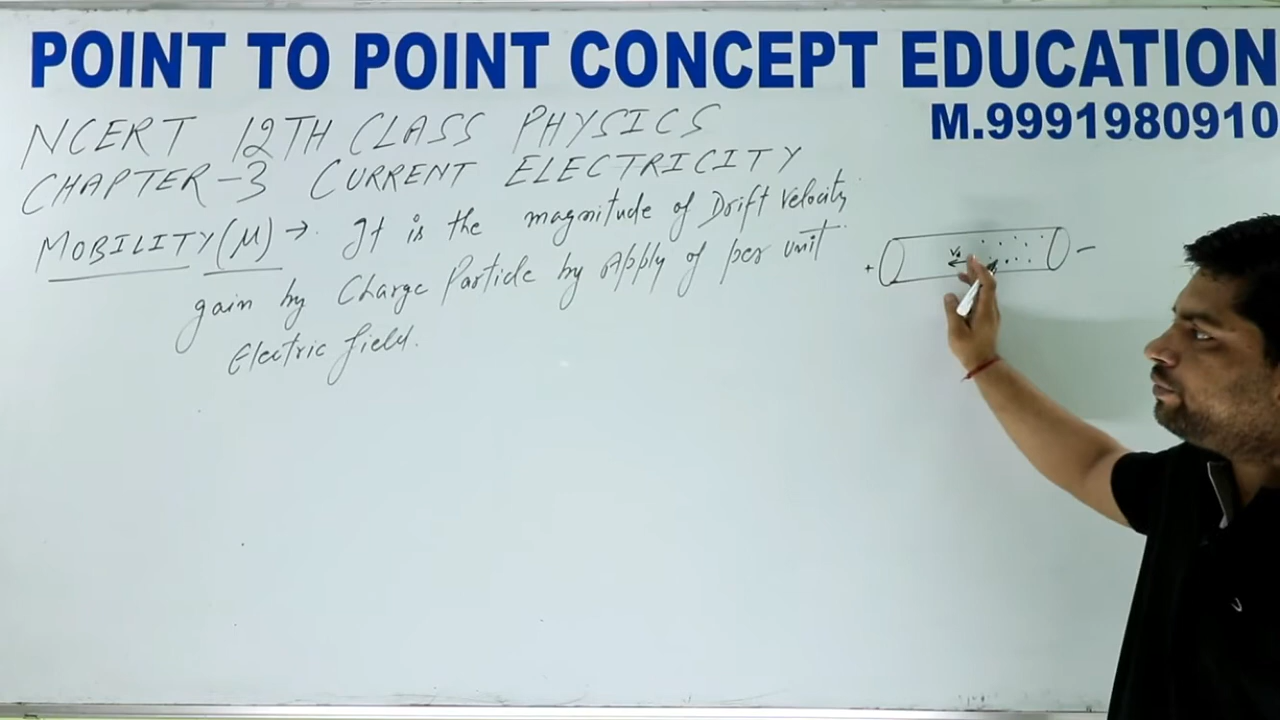 POINT TO POINT CONCEPT EDUCATION
M.9991980910
NCERT 12TH CLASS PHYSICS
CHAPTER-3 CURRENT ELECTRICITY
MOBILITY (μ) → It is the magnitude of Drift Velocity
gain by Charge Particle by Apply of per unit
Electric field.
+ Vd −